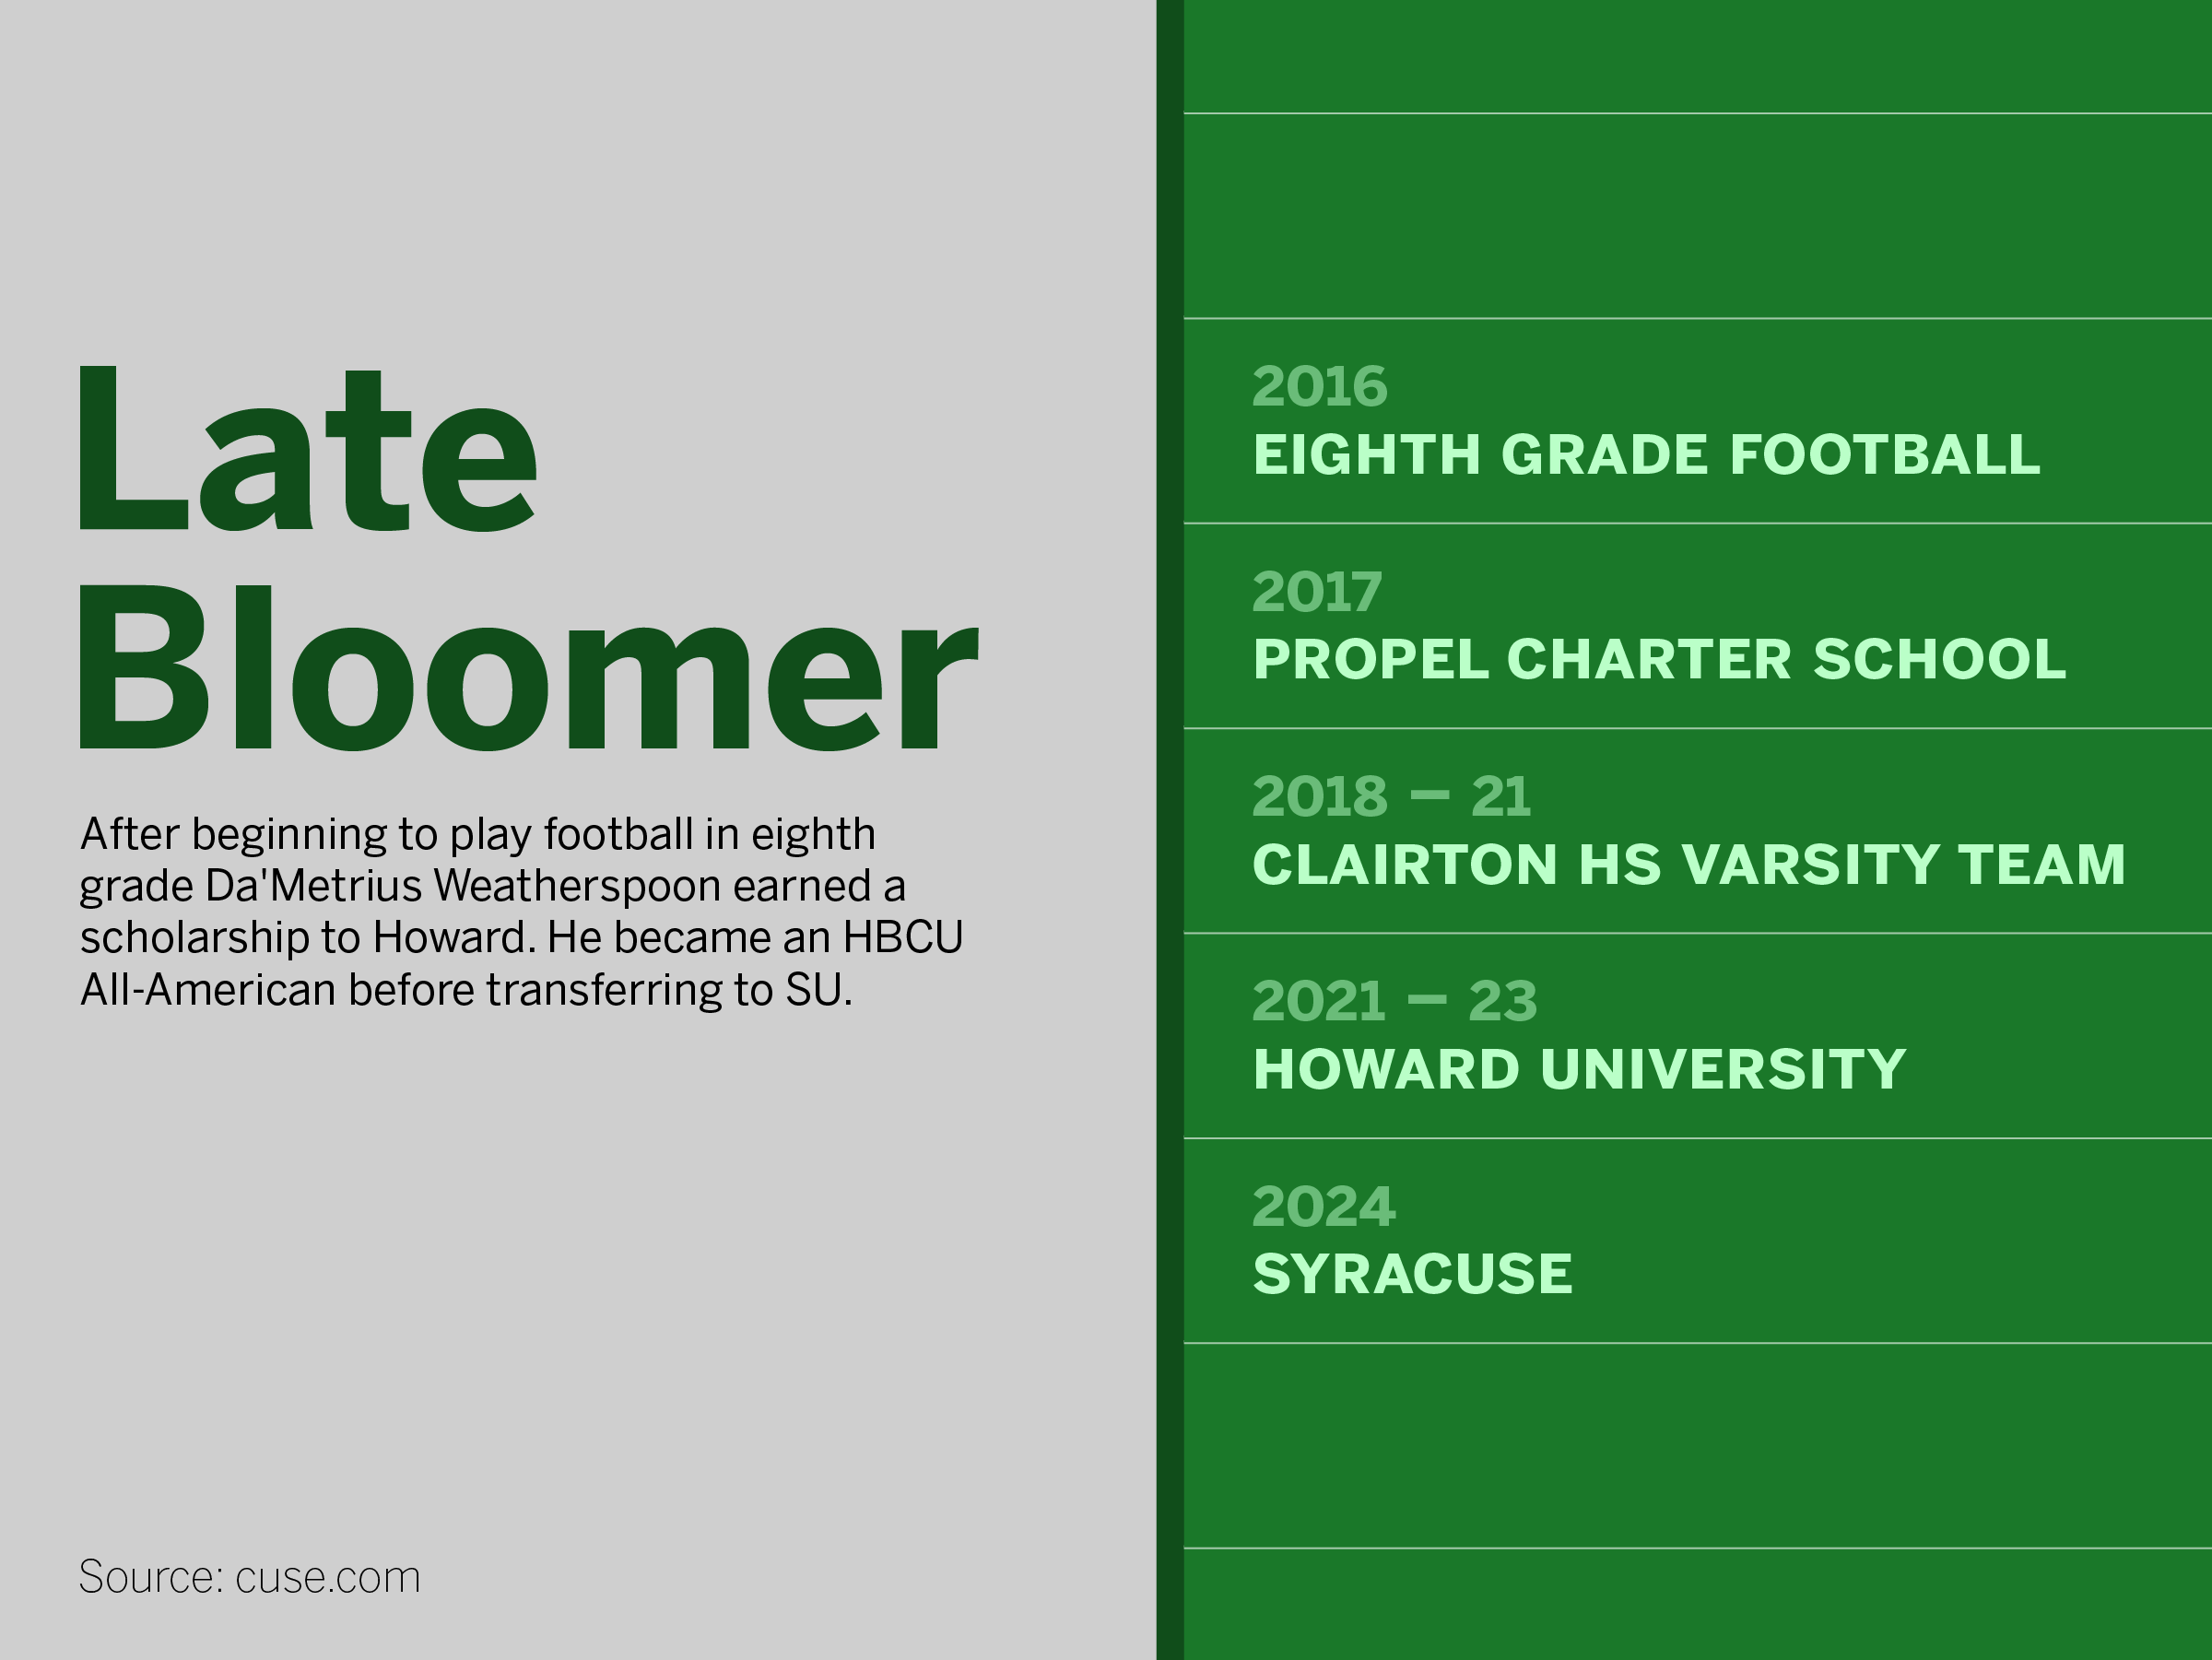 Late
Bloomer
After beginning to play football in eighth
grade Da'Metrius Weatherspoon earned a
scholarship to Howard. He became an HBCU
All-American before transferring to SU.
Source: cuse.com
2016
EIGHTH GRADE FOOTBALL
2017
PROPEL CHARTER SCHOOL
2018 — 21
CLAIRTON HS VARSITY TEAM
2021 — 23
HOWARD UNIVERSITY
2024
SYRACUSE